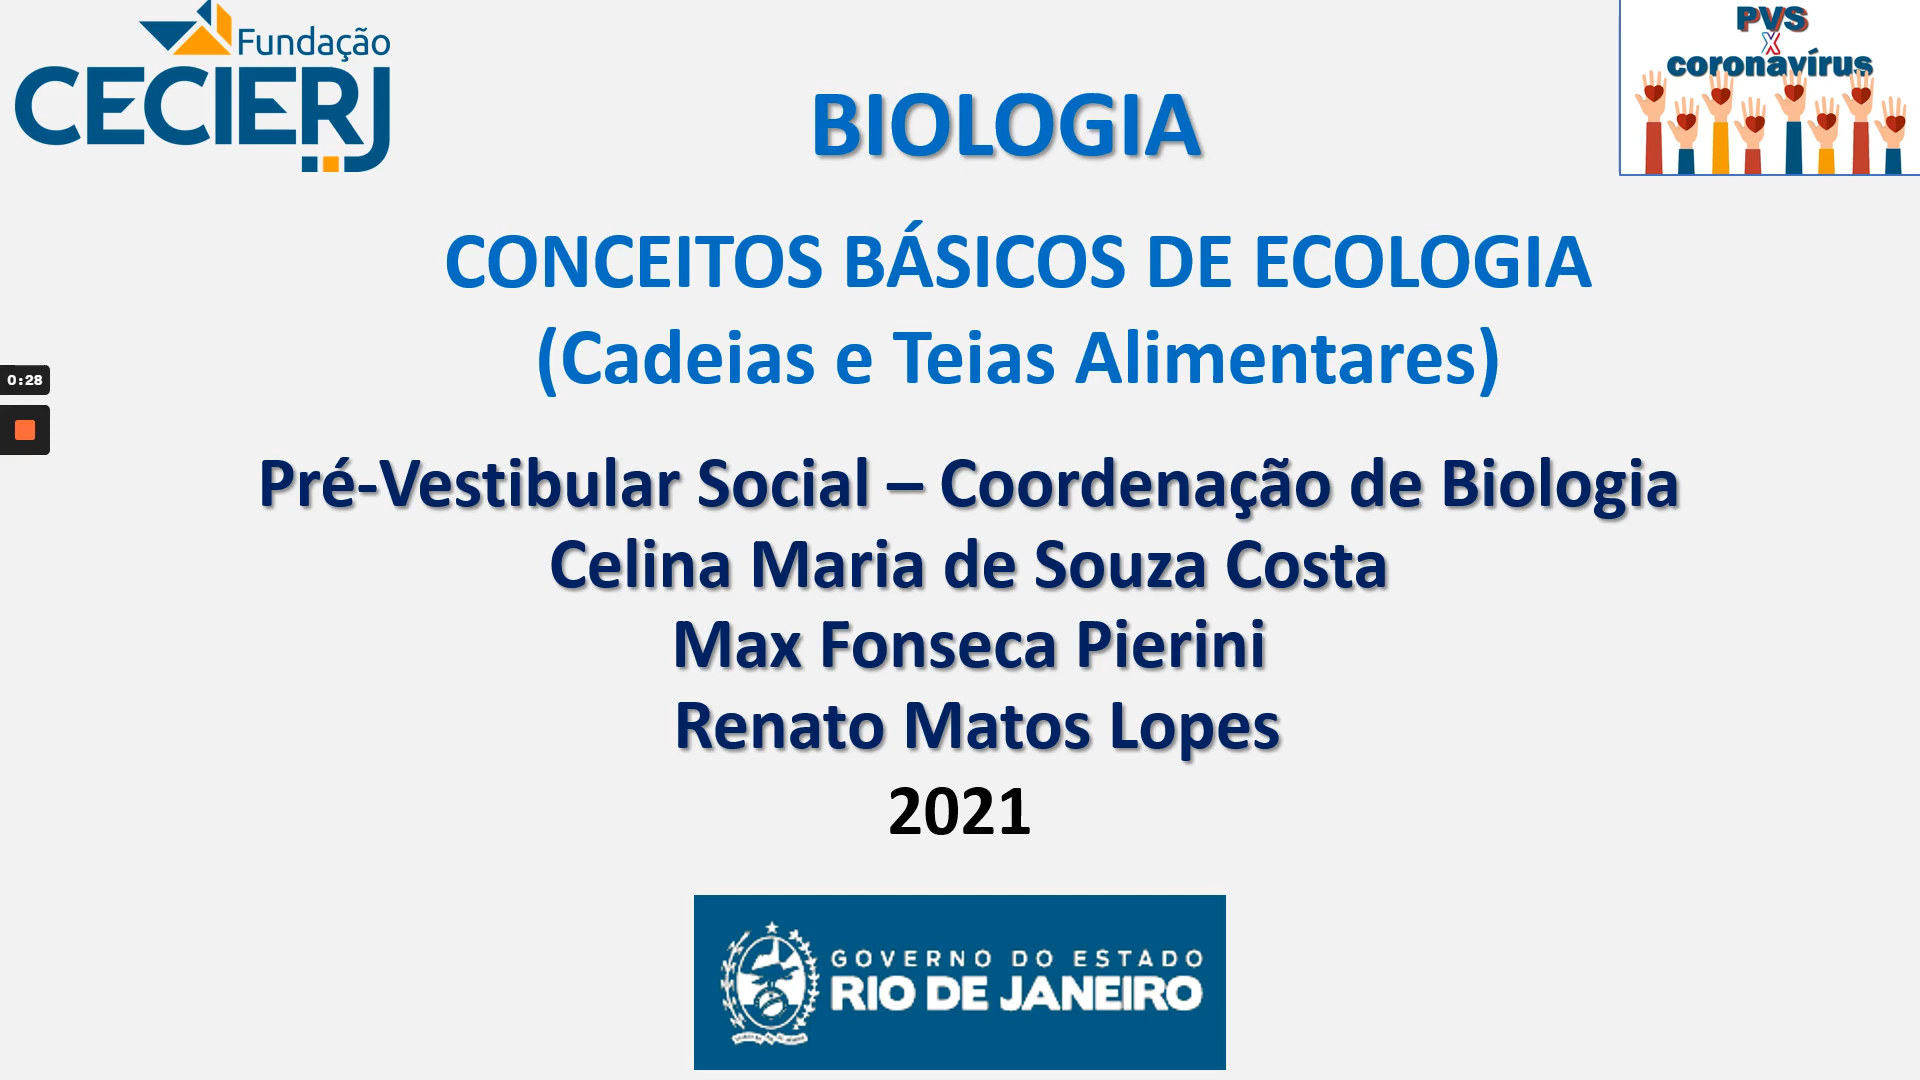 Fundação
CECIERJ
PVS
X
coronavírus
BIOLOGIA
CONCEITOS BÁSICOS DE ECOLOGIA
(Cadeias e Teias Alimentares)
0:28
Pré-Vestibular Social – Coordenação de Biologia
Celina Maria de Souza Costa
Max Fonseca Pierini
Renato Matos Lopes
2021
GOVERNO DO ESTADO
RIO DE JANEIRO